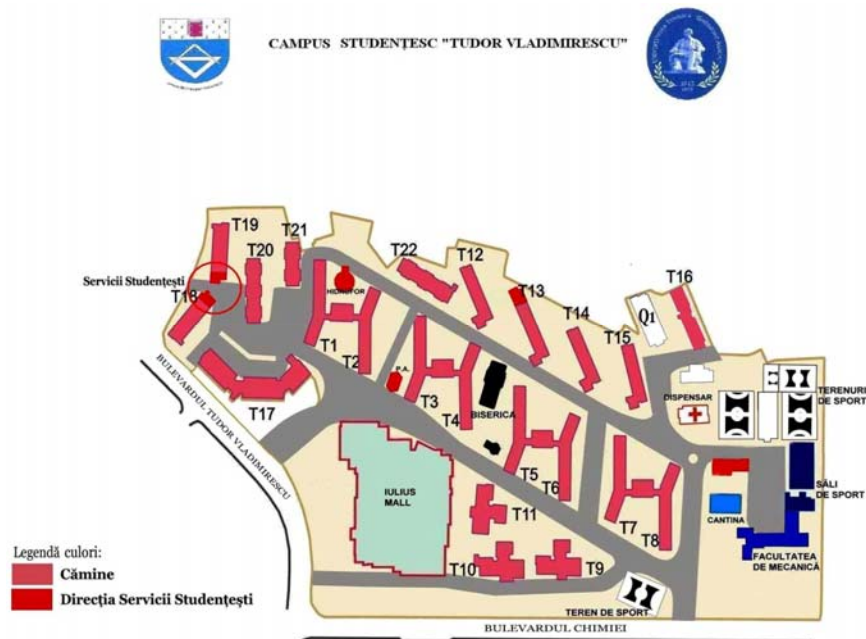 CAMPUS STUDENȚESC "TUDOR VLADIMIRESCU"
T19
T20
T21
T22
T12
T13
T14
T15
T16
Q1
HIDROFOR
Servicii Studențești
T18
T17
T1
T2
P.A.
T3
T4
BISERICA
T5
T6
T7
T8
DISPENSAR
TERENURI
DE SPORT
SĂLI
DE SPORT
CANTINA
FACULTATEA
DE MECANICĂ
IULIUS
MALL
T11
T10
T9
TEREN DE SPORT
BULEVARDUL TUDOR VLADIMIRESCU
BULEVARDUL CHIMIEI
Legendă culori:
Cămine
Direcția Servicii Studențești